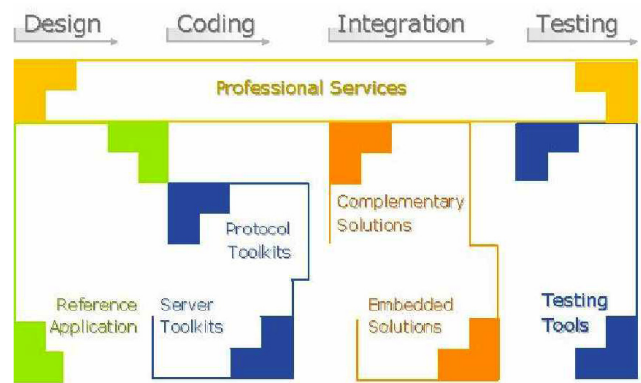 Design Coding Integration Testing
Professional Services
Complementary
Solutions
Protocol
Toolkits
Reference
Application
Server
Toolkits
Embedded
Solutions
Testing
Tools